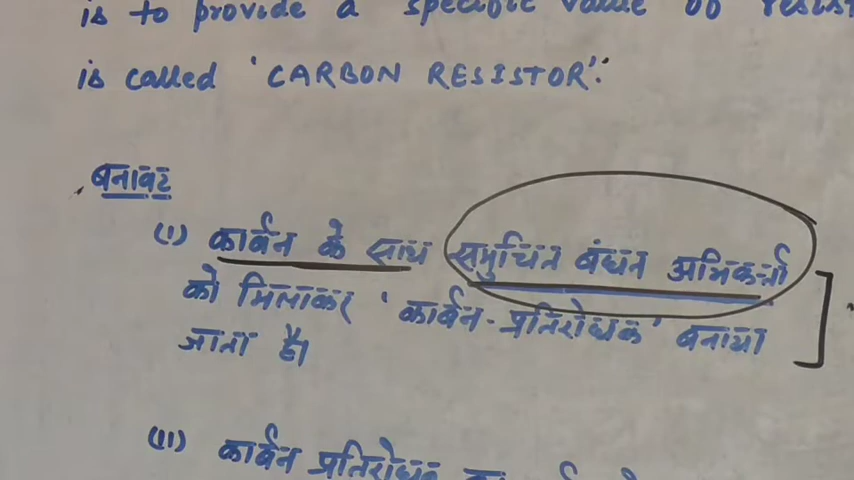 is to provide a specific value of
is called 'CARBON RESISTOR'.
बनावट
(i) कार्बन के साथ समुचित बंधन अभिकर्त्ता
को मिलाकर 'कार्बन-प्रतिरोधक' बनाया
जाता है।
(ii) कार्बन प्रतिरोधक